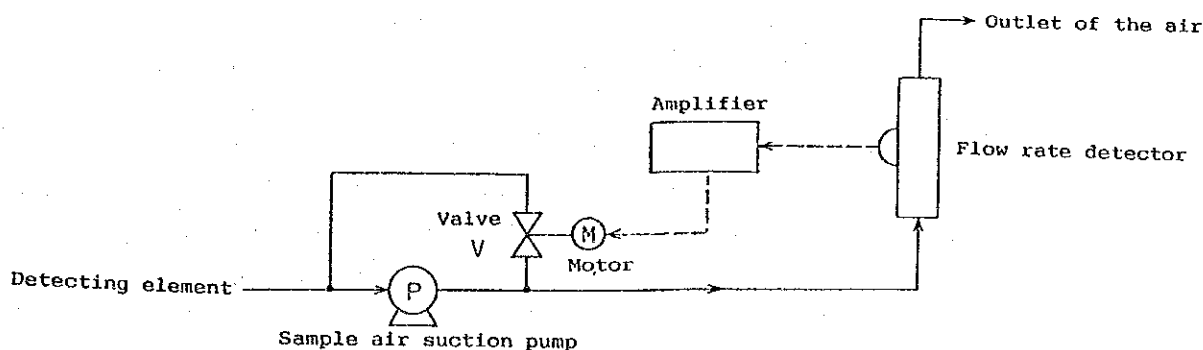 Outlet of the air
Amplifier
Flow rate detector
Valve
V
M
Motor
Detecting element
P
Sample air suction pump